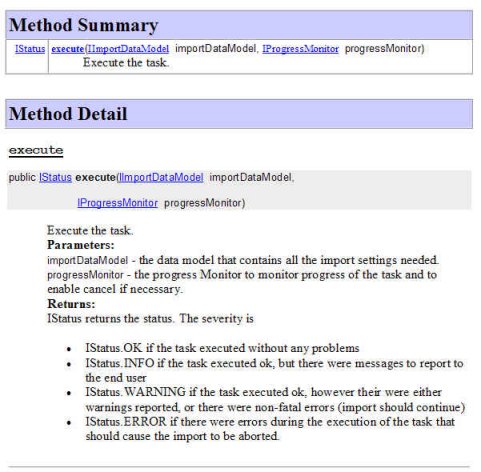 Method Summary
IStatus execute(IImportDataModel importDataModel, IProgressMonitor progressMonitor)
Execute the task.
Method Detail
execute
public IStatus execute(IImportDataModel importDataModel,
IProgressMonitor progressMonitor)
Execute the task.
Parameters:
importDataModel - the data model that contains all the import settings needed.
progressMonitor - the progress Monitor to monitor progress of the task and to
enable cancel if necessary.
Returns:
IStatus returns the status. The severity is
• IStatus.OK if the task executed without any problems
• IStatus.INFO if the task executed ok, but there were messages to report to
the end user
• IStatus.WARNING if the task executed ok, however their were either
warnings reported, or there were non-fatal errors (import should continue)
• IStatus.ERROR if there were errors during the execution of the task that
should cause the import to be aborted.